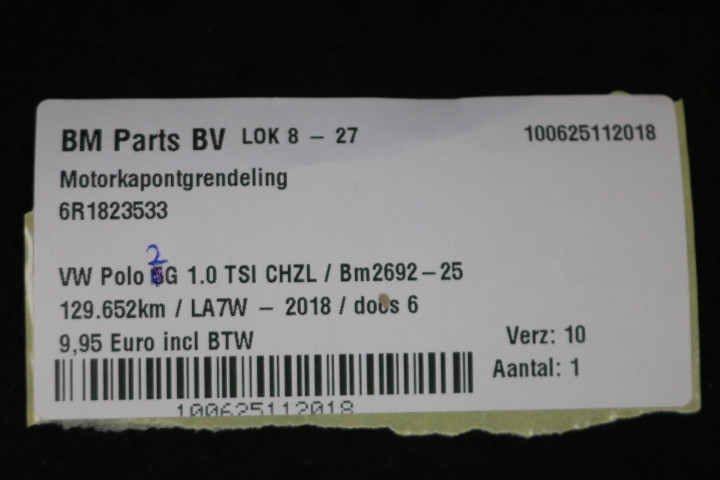 BM Parts BV LOK 8 - 27 100625112018
Motorkapontgrendeling
6R1823533
2
VW Polo G 1.0 TSI CHZL / Bm2692-25
129.652km / LA7W - 2018 / doos 6
9,95 Euro incl BTW Verz: 10
Aantal: 1
100625112018